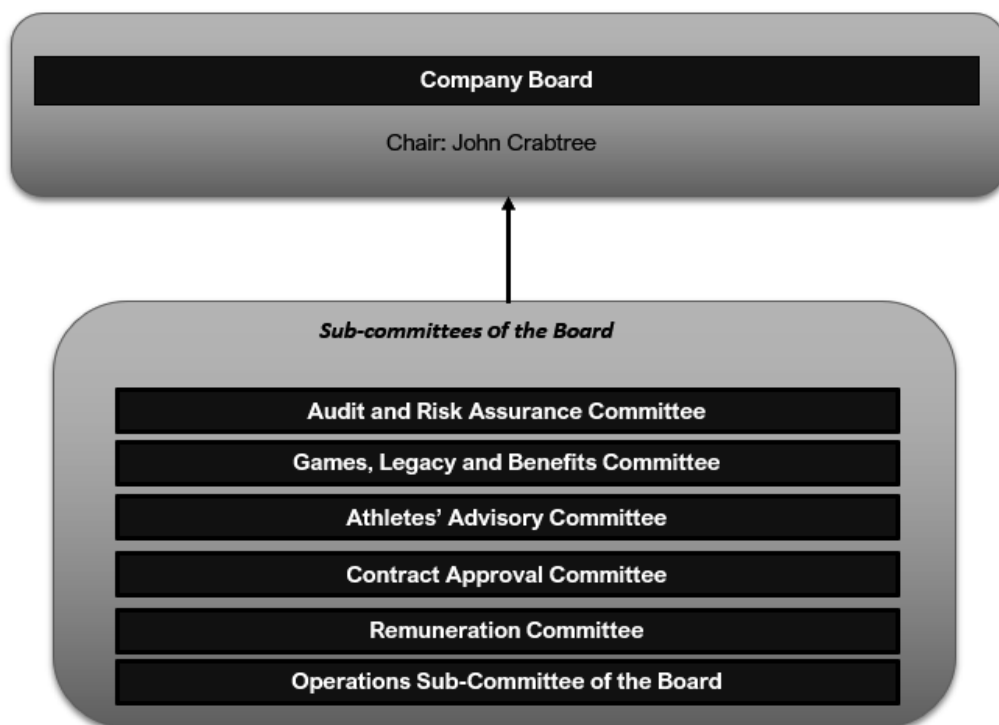 Company Board
Chair: John Crabtree
Sub-committees of the Board
Audit and Risk Assurance Committee
Games, Legacy and Benefits Committee
Athletes’ Advisory Committee
Contract Approval Committee
Remuneration Committee
Operations Sub-Committee of the Board